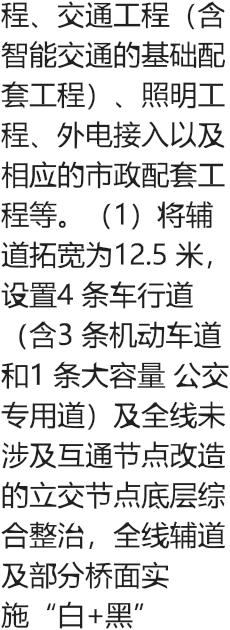 程、交通工程（含
智能交通的基础配
套工程）、照明工
程、外电接入以及
相应的市政配套工
程等。（1）将辅
道拓宽为12.5 米，
设置4 条车行道
（含3 条机动车道
和1 条大容量 公交
专用道）及全线未
涉及互通节点改造
的立交节点底层综
合整治，全线辅道
及部分桥面实
施“白+黑”